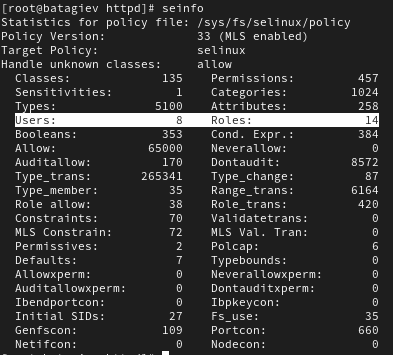 [root@batagiev httpd]# seinfo
Statistics for policy file: /sys/fs/selinux/policy
Policy Version: 33 (MLS enabled)
Target Policy: selinux
Handle unknown classes: allow
Classes: 135 Permissions: 457
Sensitivities: 1 Categories: 1024
Types: 5100 Attributes: 258
Users: 8 Roles: 14
Booleans: 353 Cond. Expr.: 384
Allow: 65000 Neverallow: 0
Auditallow: 170 Dontaudit: 8572
Type_trans: 265341 Type_change: 87
Type_member: 35 Range_trans: 6164
Role allow: 38 Role_trans: 420
Constraints: 70 Validatetrans: 0
MLS Constrain: 72 MLS Val. Tran: 0
Permissives: 2 Polcap: 6
Defaults: 7 Typebounds: 0
Allowxperm: 0 Neverallowxperm: 0
Auditallowxperm: 0 Dontauditxperm: 0
Ibendportcon: 0 Ibpkeycon: 0
Initial SIDs: 27 Fs_use: 35
Genfscon: 109 Portcon: 660
Netifcon: 0 Nodecon: 0